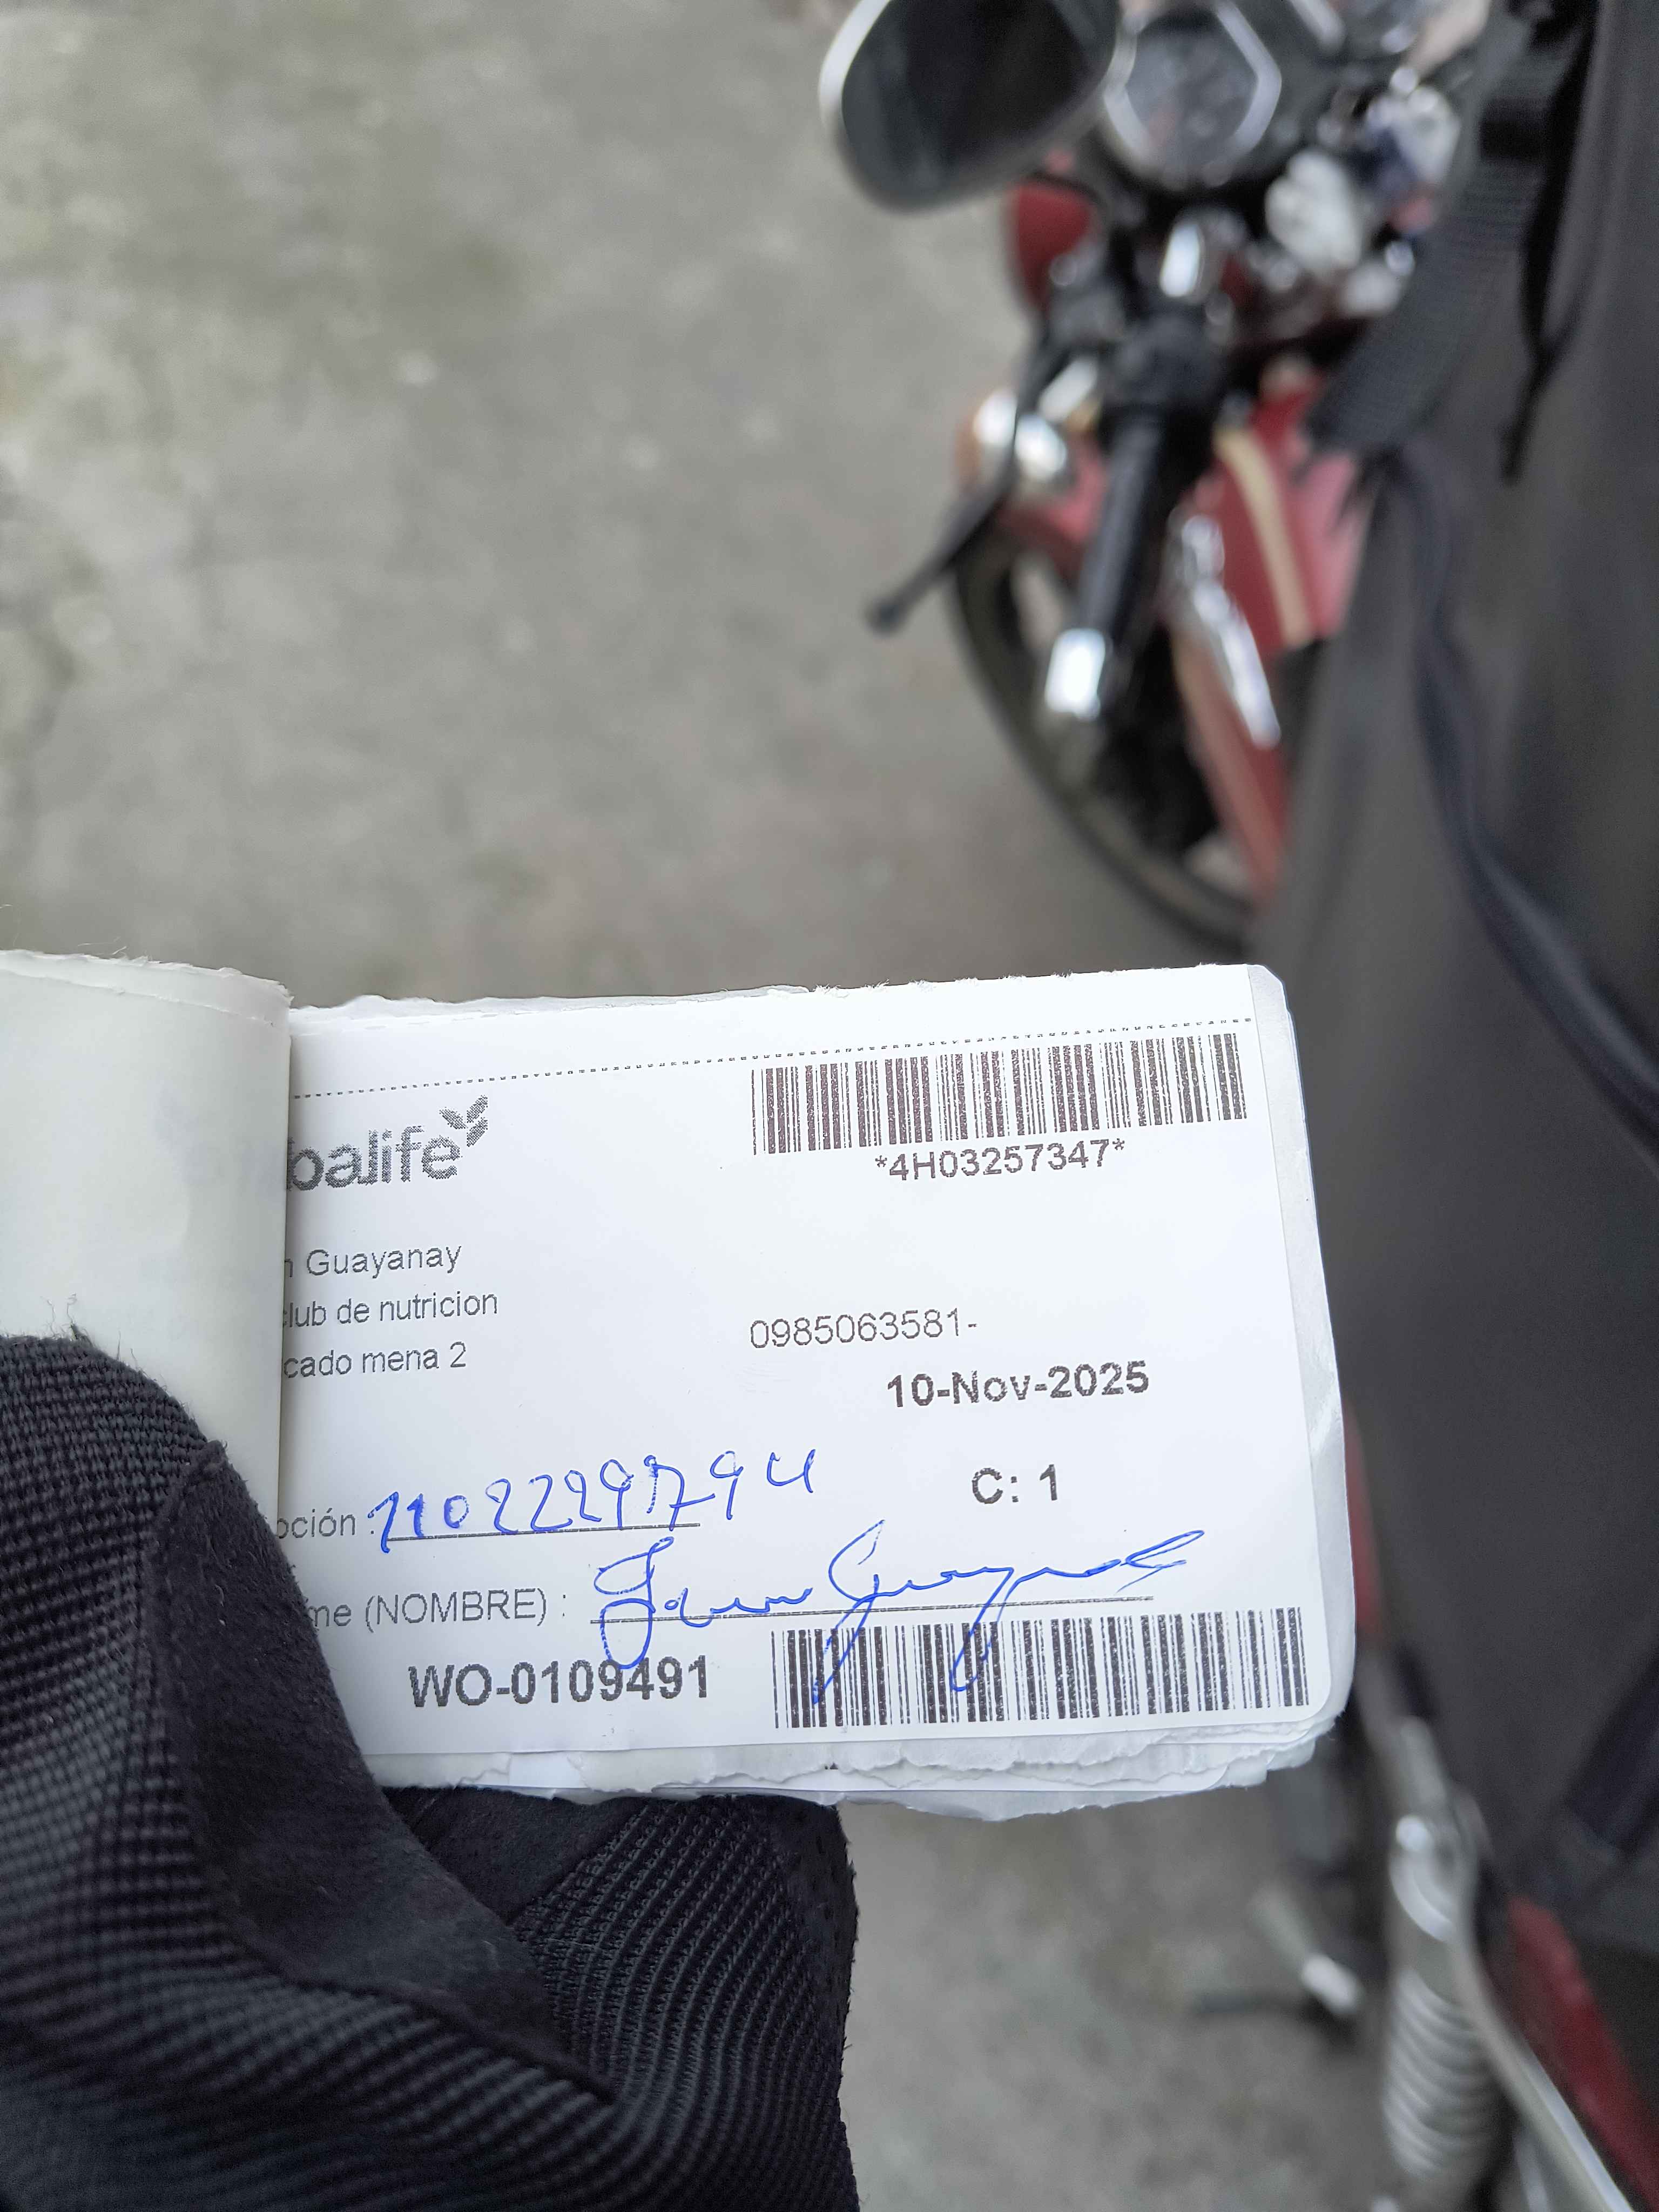 balife
*4H03257347*
n Guayanay
club de nutricion
0985063581-
cado mena 2
10-Nov-2025
C: 1
pción : 1102229794
me (NOMBRE) :
WO-0109491